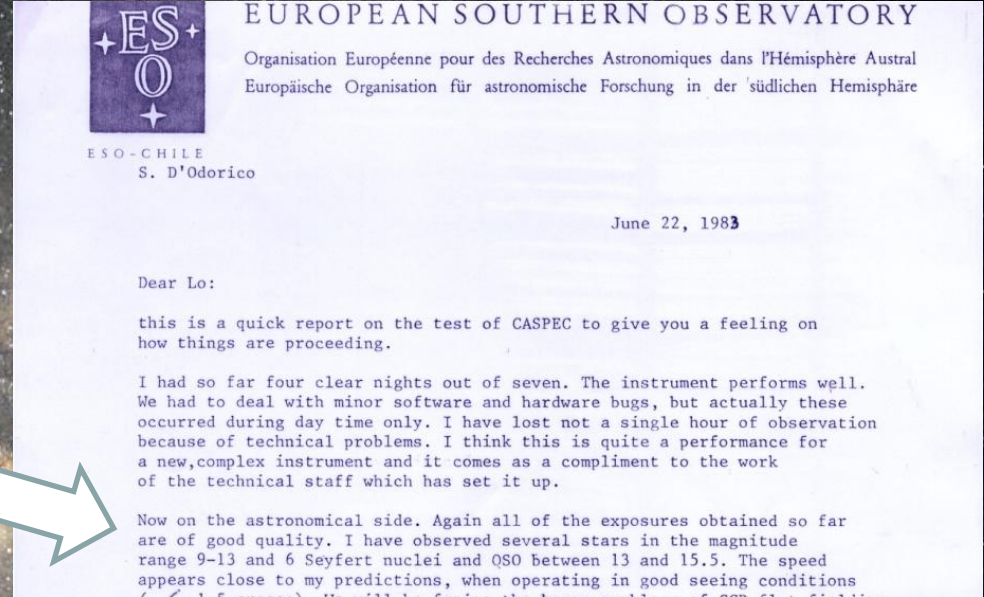 ES
O
EUROPEAN SOUTHERN OBSERVATORY
Organisation Européenne pour des Recherches Astronomiques dans l'Hémisphère Austral
Europäische Organisation für astronomische Forschung in der südlichen Hemisphäre
ESO-CHILE
S. D'Odorico
June 22, 1983
Dear Lo:
this is a quick report on the test of CASPEC to give you a feeling on
how things are proceeding.
I had so far four clear nights out of seven. The instrument performs well.
We had to deal with minor software and hardware bugs, but actually these
occurred during day time only. I have lost not a single hour of observation
because of technical problems. I think this is quite a performance for
a new,complex instrument and it comes as a compliment to the work
of the technical staff which has set it up.
Now on the astronomical side. Again all of the exposures obtained so far
are of good quality. I have observed several stars in the magnitude
range 9-13 and 6 Seyfert nuclei and QSO between 13 and 15.5. The speed
appears close to my predictions, when operating in good seeing conditions